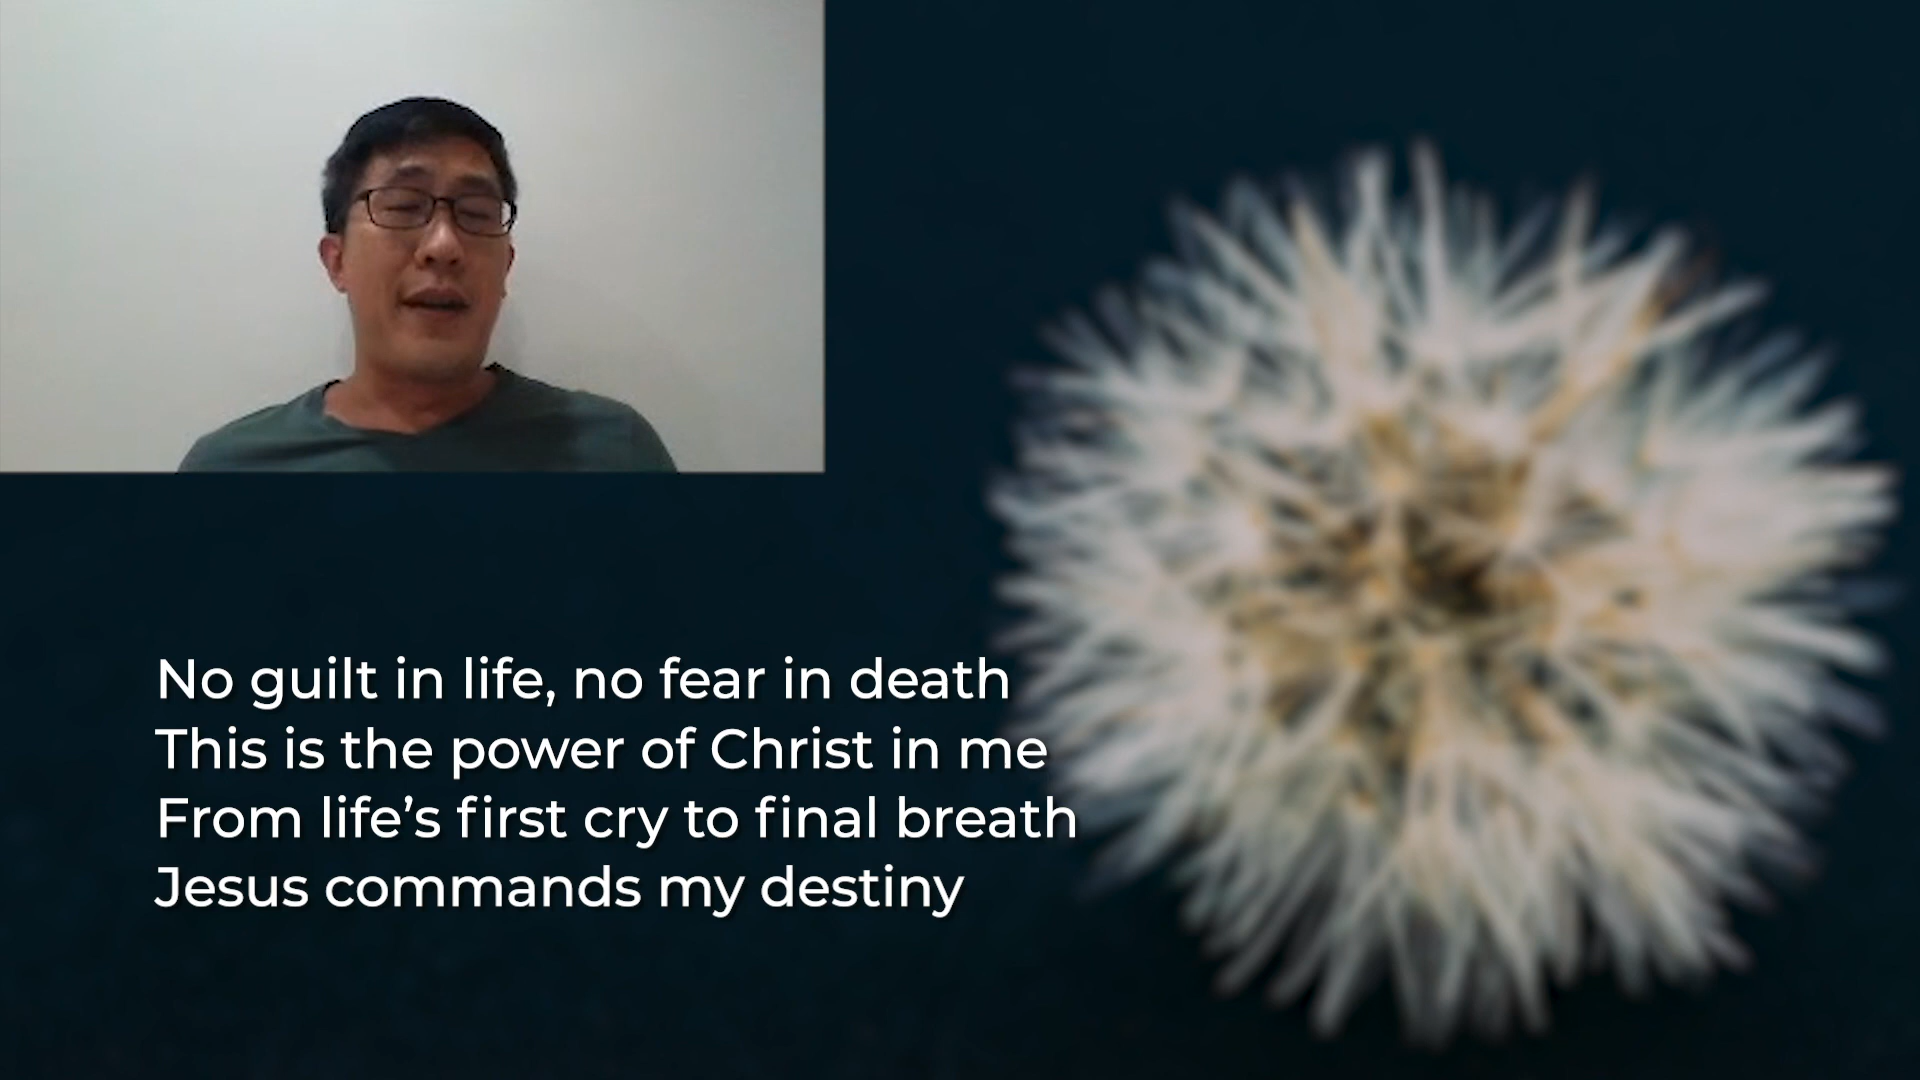 No guilt in life, no fear in death
This is the power of Christ in me
From life’s first cry to final breath
Jesus commands my destiny